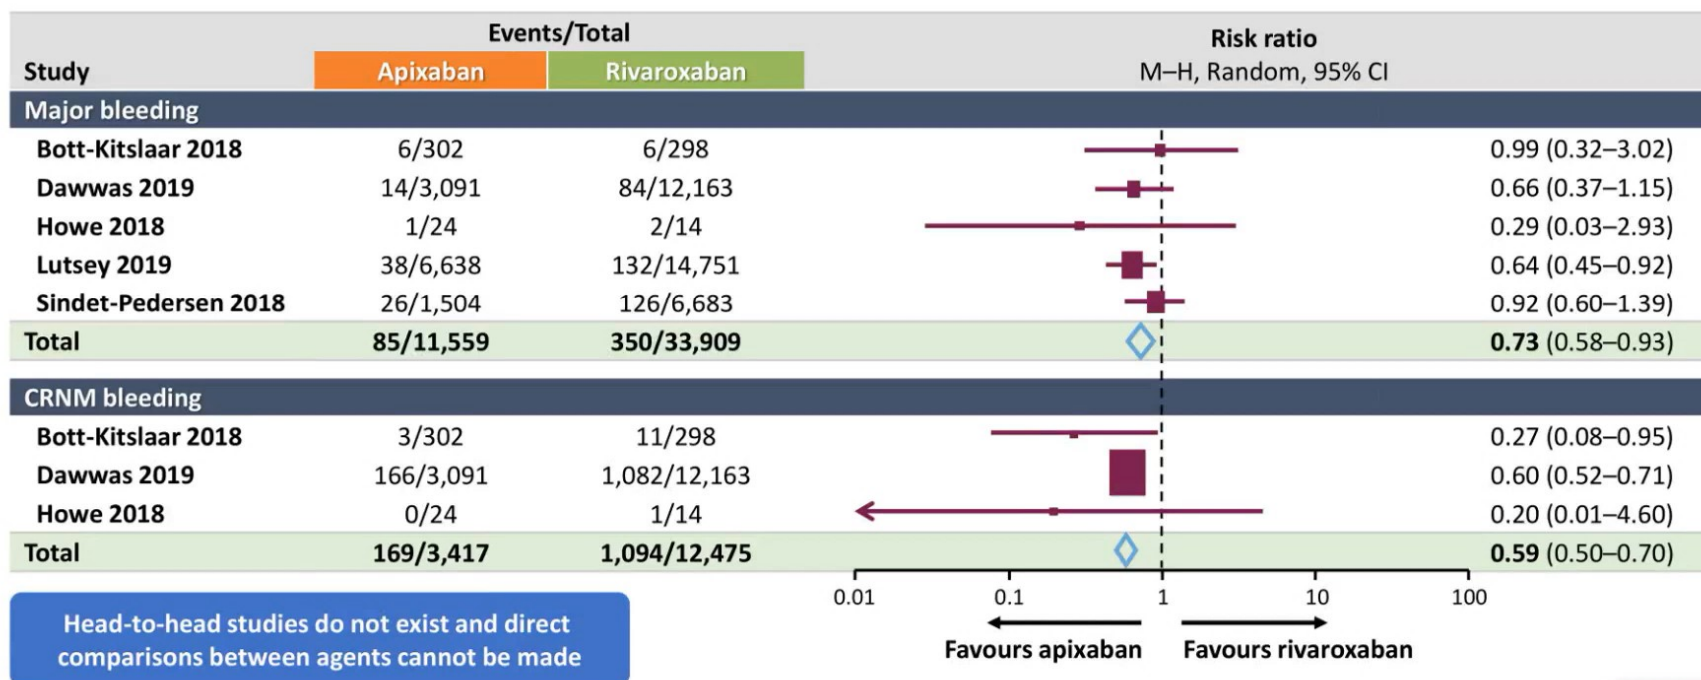 Events/Total
Risk ratio
Study Apixaban Rivaroxaban M–H, Random, 95% CI
Major bleeding
Bott-Kitslaar 2018 6/302 6/298 0.99 (0.32–3.02)
Dawwas 2019 14/3,091 84/12,163 0.66 (0.37–1.15)
Howe 2018 1/24 2/14 0.29 (0.03–2.93)
Lutsey 2019 38/6,638 132/14,751 0.64 (0.45–0.92)
Sindet-Pedersen 2018 26/1,504 126/6,683 0.92 (0.60–1.39)
Total 85/11,559 350/33,909 0.73 (0.58–0.93)
CRNM bleeding
Bott-Kitslaar 2018 3/302 11/298 0.27 (0.08–0.95)
Dawwas 2019 166/3,091 1,082/12,163 0.60 (0.52–0.71)
Howe 2018 0/24 1/14 0.20 (0.01–4.60)
Total 169/3,417 1,094/12,475 0.59 (0.50–0.70)
0.01 0.1 1 10 100
Favours apixaban Favours rivaroxaban
Head-to-head studies do not exist and direct
comparisons between agents cannot be made